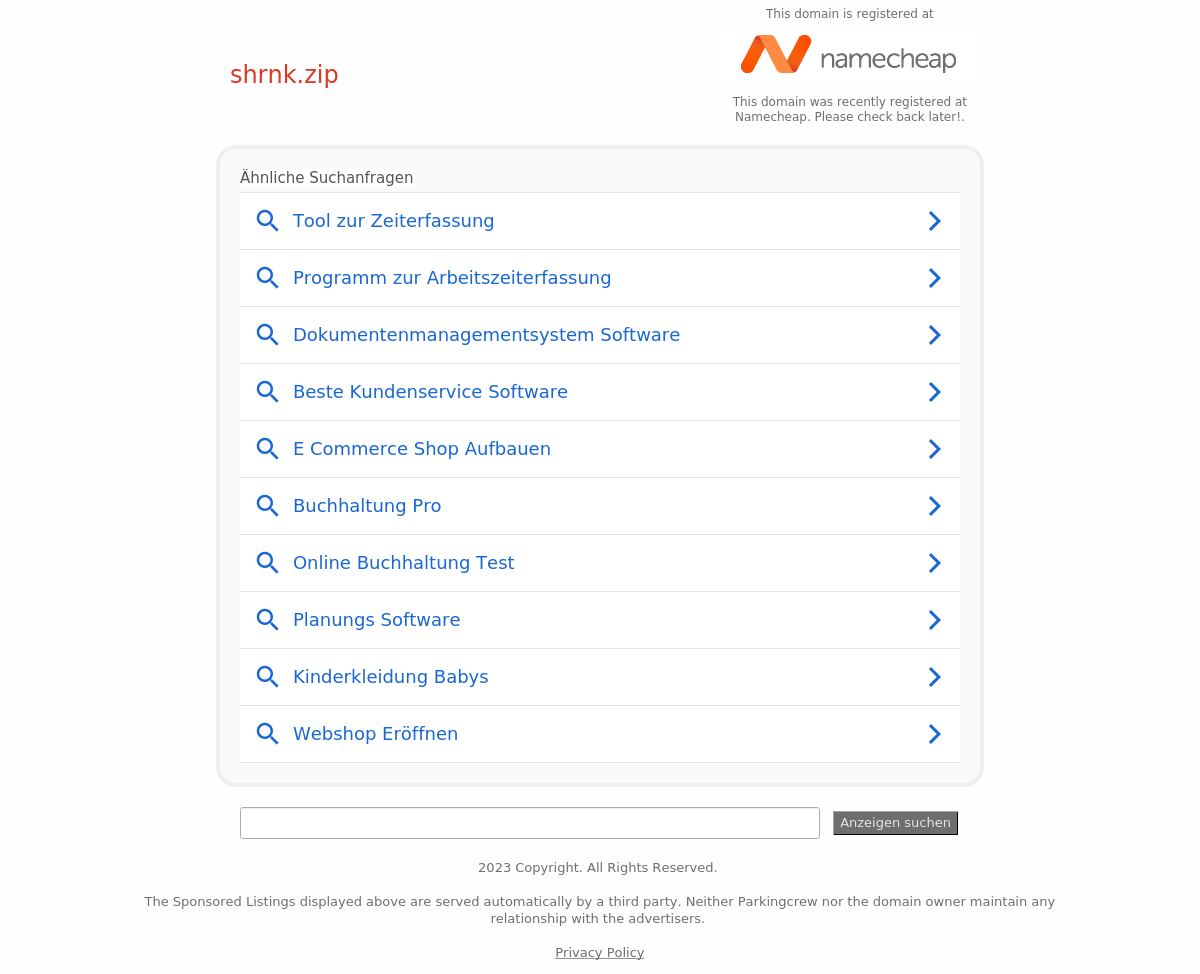 This domain is registered at
namecheap
shrnk.zip
This domain was recently registered at
Namecheap. Please check back later!.
Ähnliche Suchanfragen
Tool zur Zeiterfassung
Programm zur Arbeitszeiterfassung
Dokumentenmanagementsystem Software
Beste Kundenservice Software
E Commerce Shop Aufbauen
Buchhaltung Pro
Online Buchhaltung Test
Planungs Software
Kinderkleidung Babys
Webshop Eröffnen
Anzeigen suchen
2023 Copyright. All Rights Reserved.
The Sponsored Listings displayed above are served automatically by a third party. Neither Parkingcrew nor the domain owner maintain any
relationship with the advertisers.
Privacy Policy